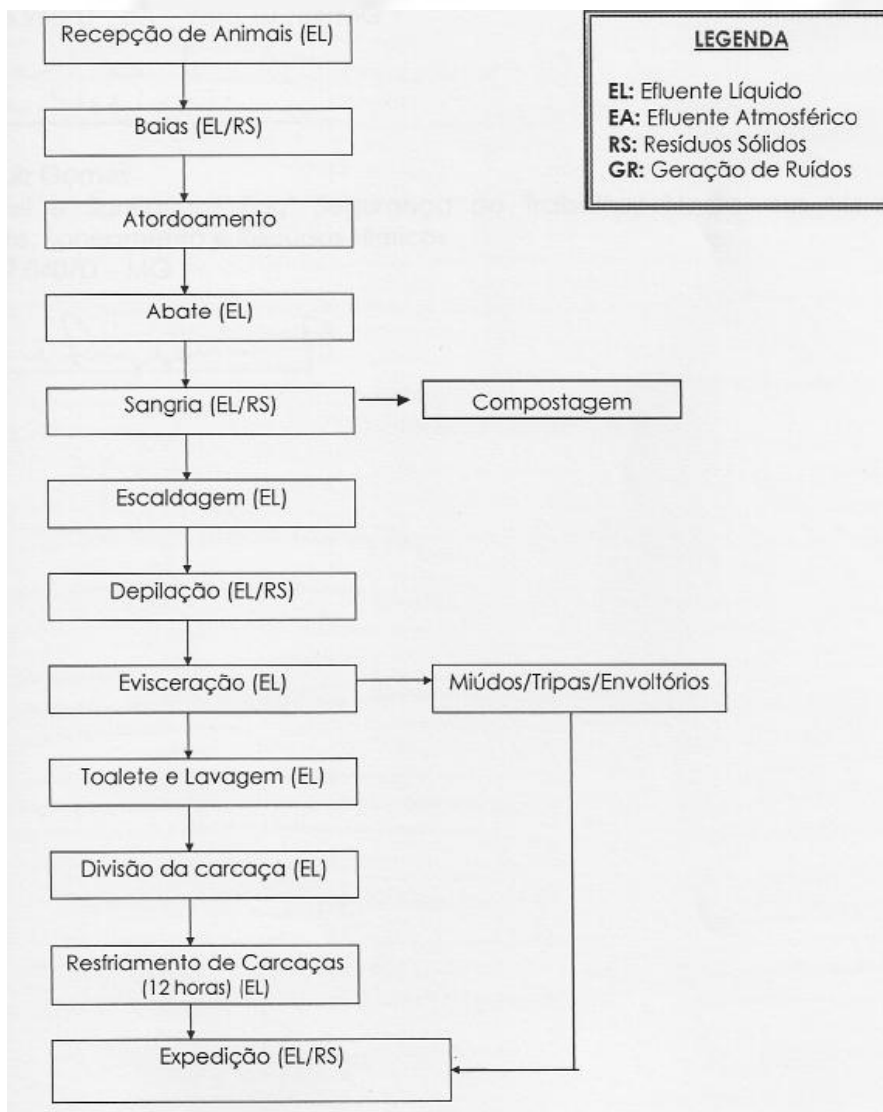 Recepção de Animais (EL)
Baias (EL/RS)
Atordoamento
Abate (EL)
Sangria (EL/RS)
Compostagem
Escaldagem (EL)
Depilação (EL/RS)
Evisceração (EL)
Miúdos/Tripas/Envoltórios
Toalete e Lavagem (EL)
Divisão da carcaça (EL)
Resfriamento de Carcaças
(12 horas) (EL)
Expedição (EL/RS)
LEGENDA
EL: Efluente Líquido
EA: Efluente Atmosférico
RS: Resíduos Sólidos
GR: Geração de Ruídos